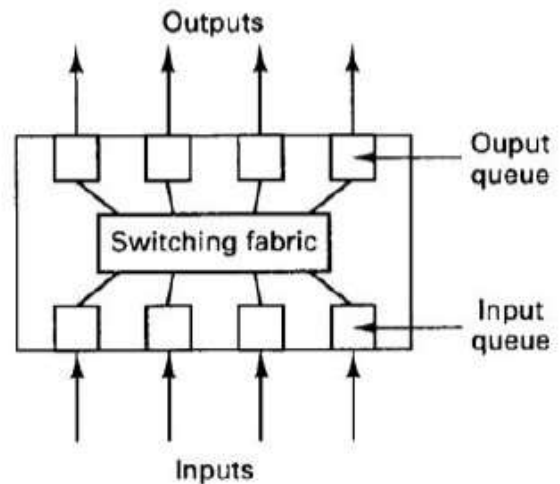 Outputs
Ouput
queue
Switching fabric
Input
queue
Inputs